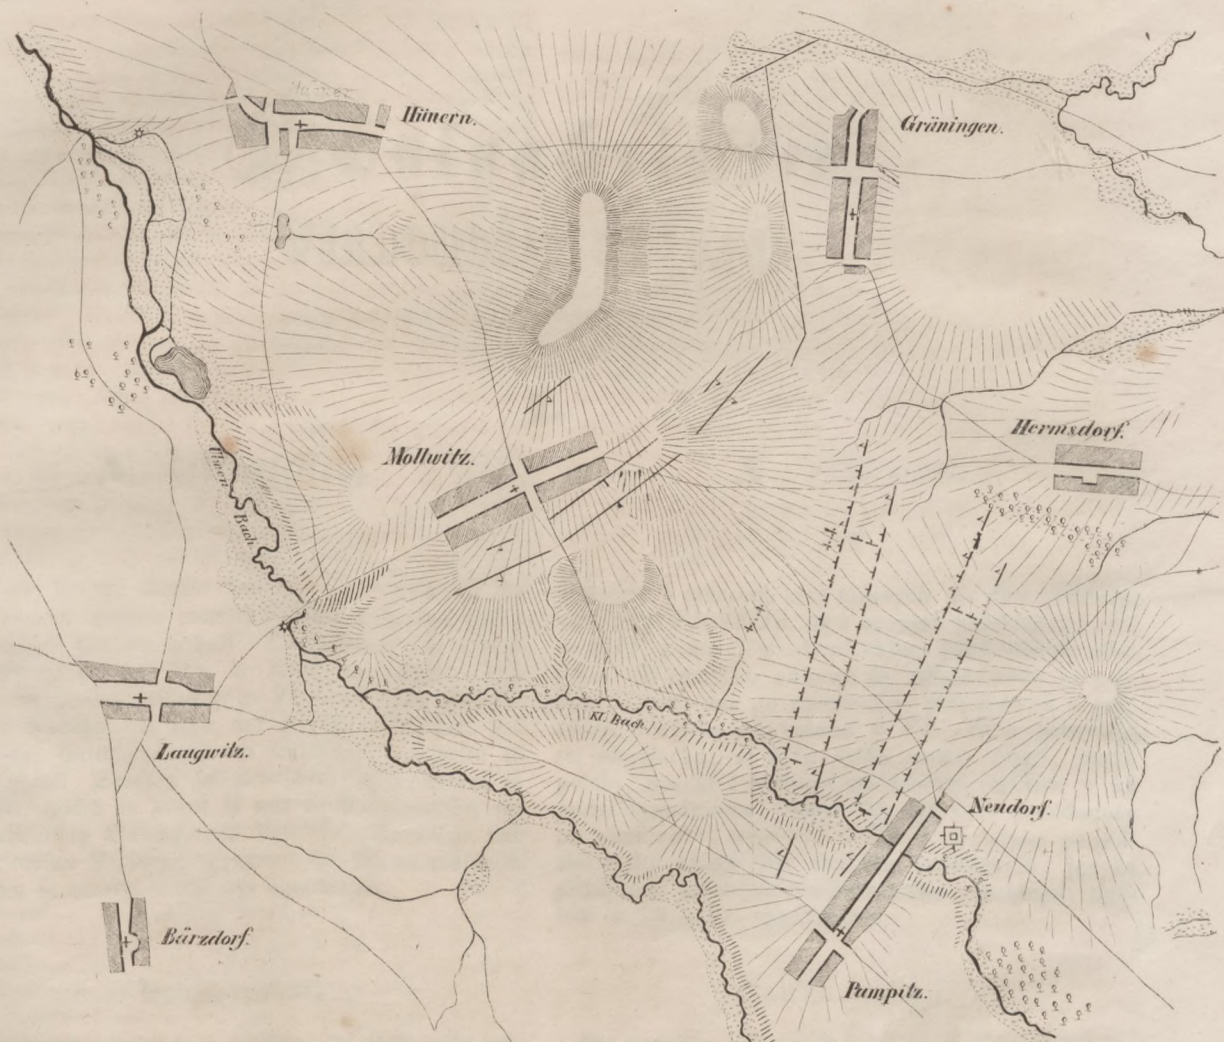 Hünern.
Gräningen.
Hermsdorf.
Mollwitz.
Bach
Kl. Bach
Laugwitz.
Neudorf.
Bärzdorf.
Pampitz.